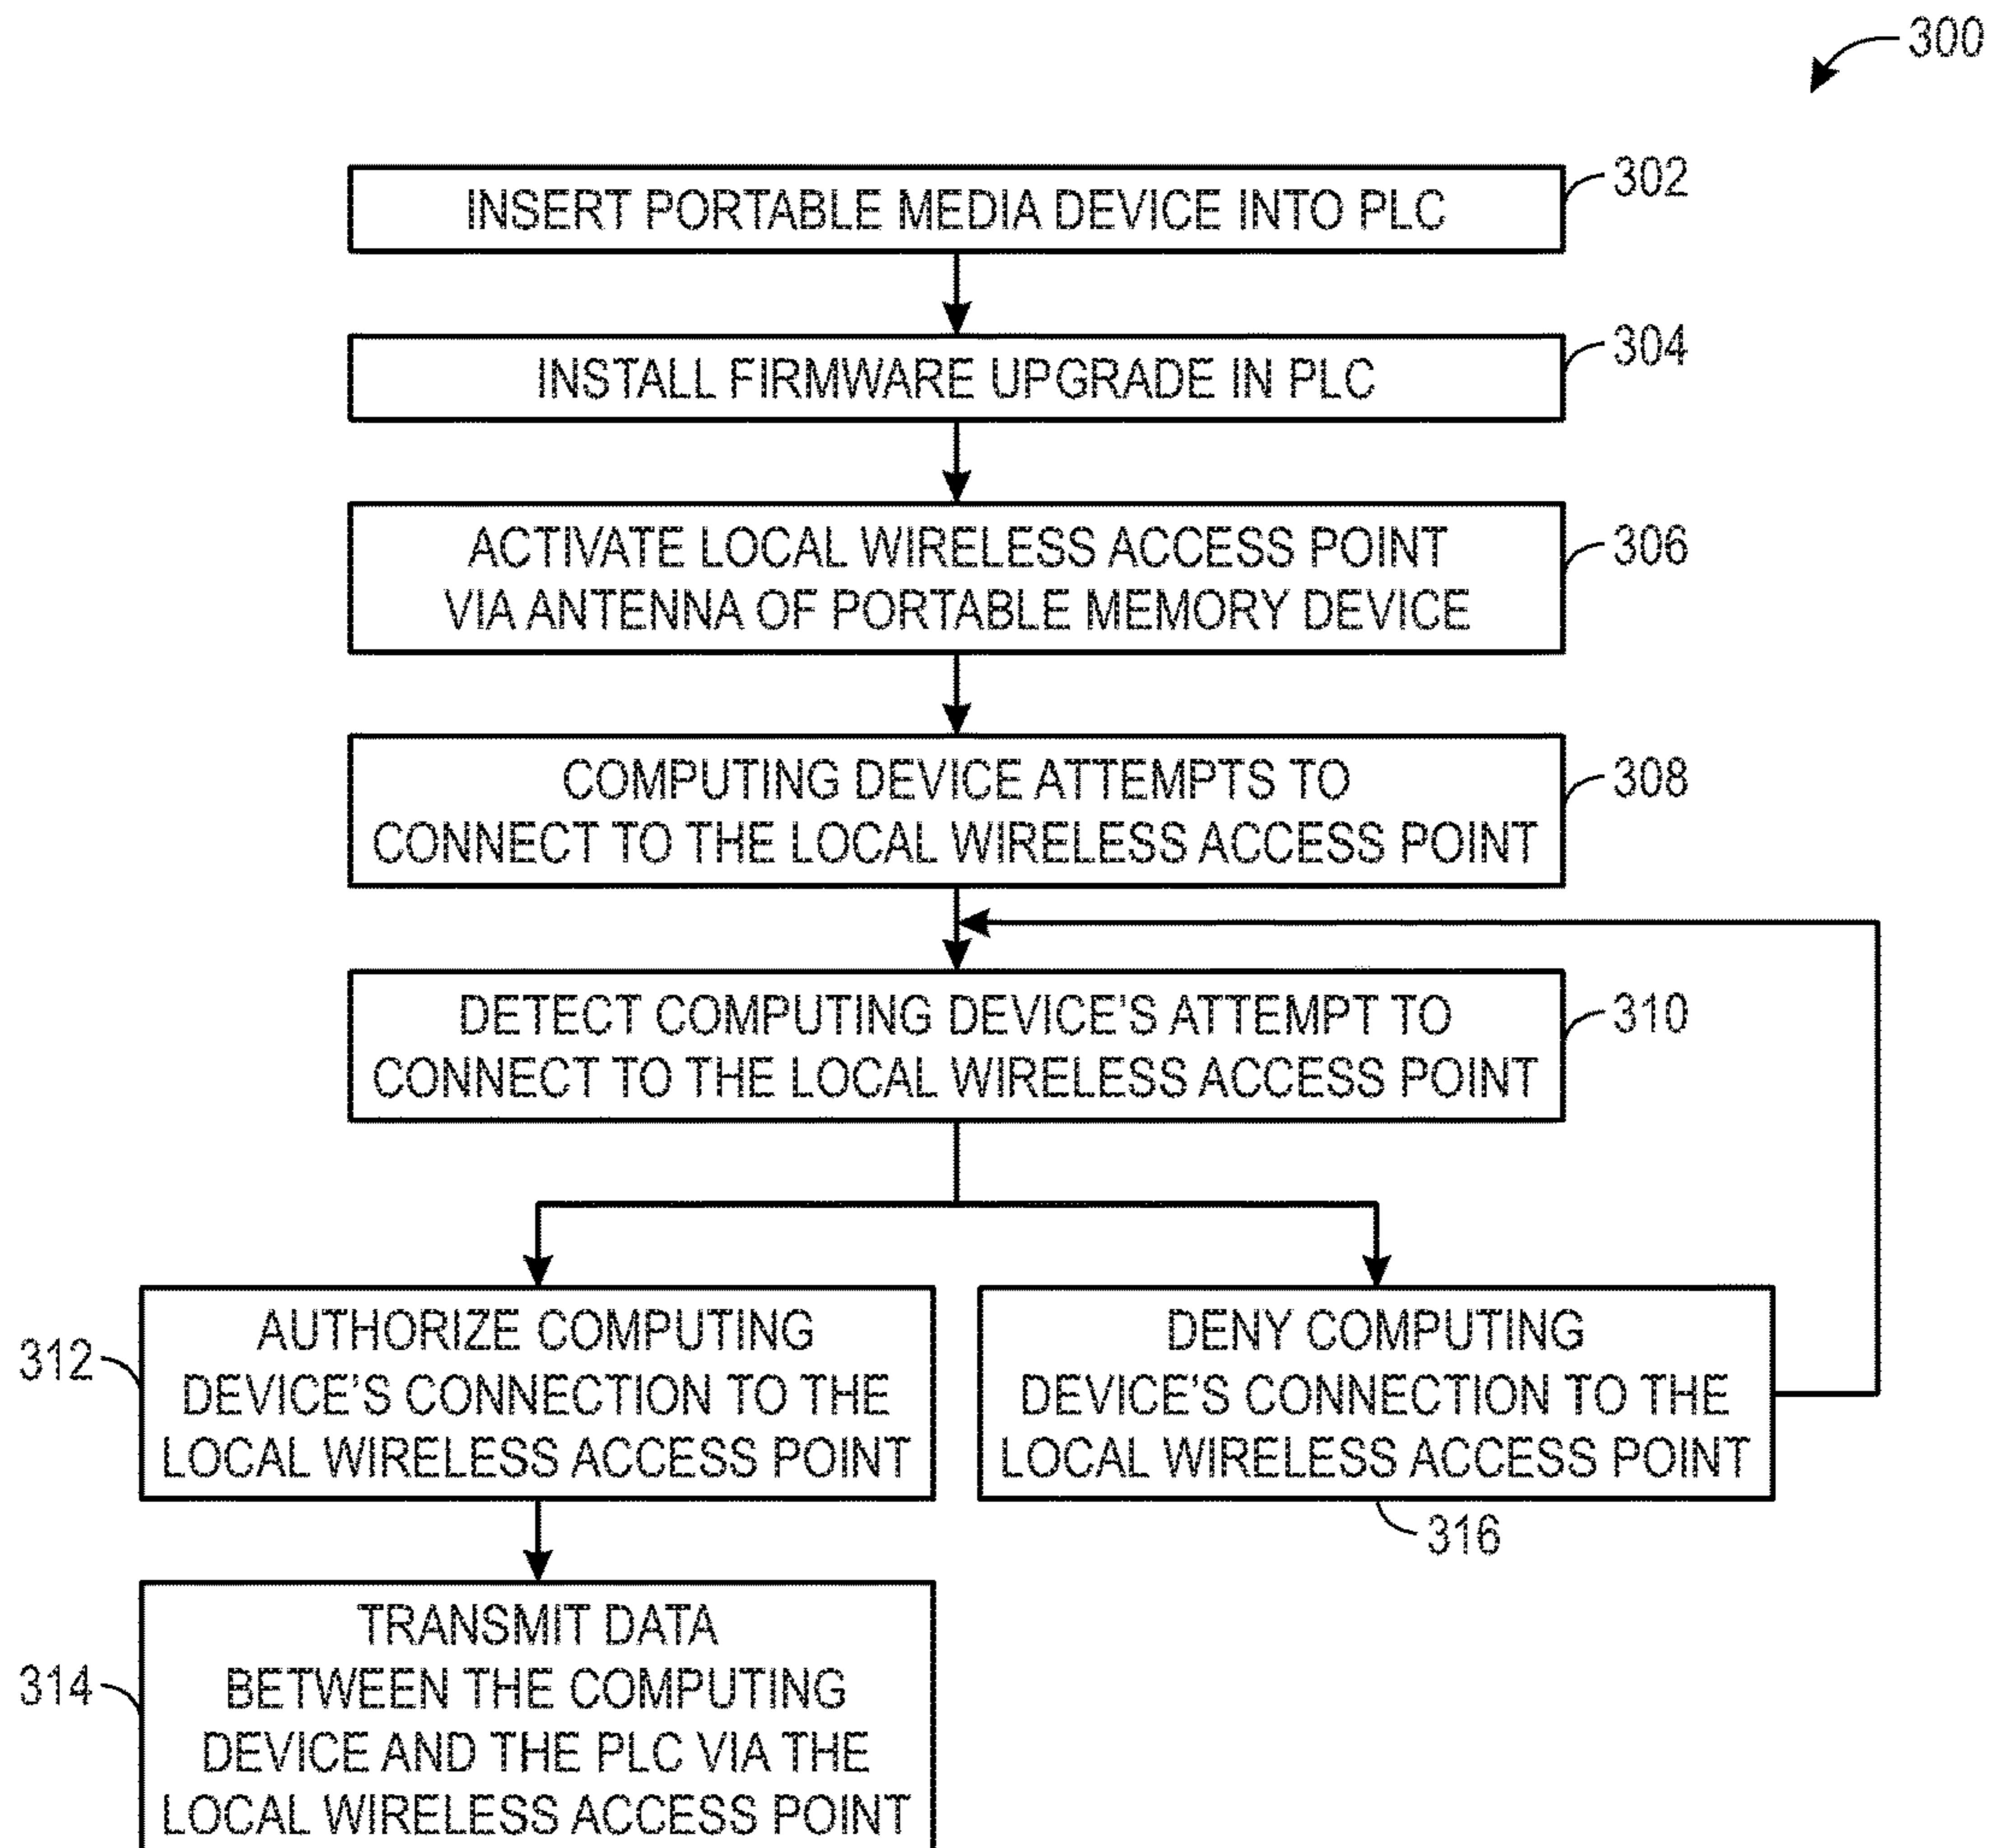 300
INSERT PORTABLE MEDIA DEVICE INTO PLC
302
INSTALL FIRMWARE UPGRADE IN PLC
304
ACTIVATE LOCAL WIRELESS ACCESS POINT
VIA ANTENNA OF PORTABLE MEMORY DEVICE
306
COMPUTING DEVICE ATTEMPTS TO
CONNECT TO THE LOCAL WIRELESS ACCESS POINT
308
DETECT COMPUTING DEVICE'S ATTEMPT TO
CONNECT TO THE LOCAL WIRELESS ACCESS POINT
310
312
AUTHORIZE COMPUTING
DEVICE'S CONNECTION TO THE
LOCAL WIRELESS ACCESS POINT
DENY COMPUTING
DEVICE'S CONNECTION TO THE
LOCAL WIRELESS ACCESS POINT
316
314
TRANSMIT DATA
BETWEEN THE COMPUTING
DEVICE AND THE PLC VIA THE
LOCAL WIRELESS ACCESS POINT